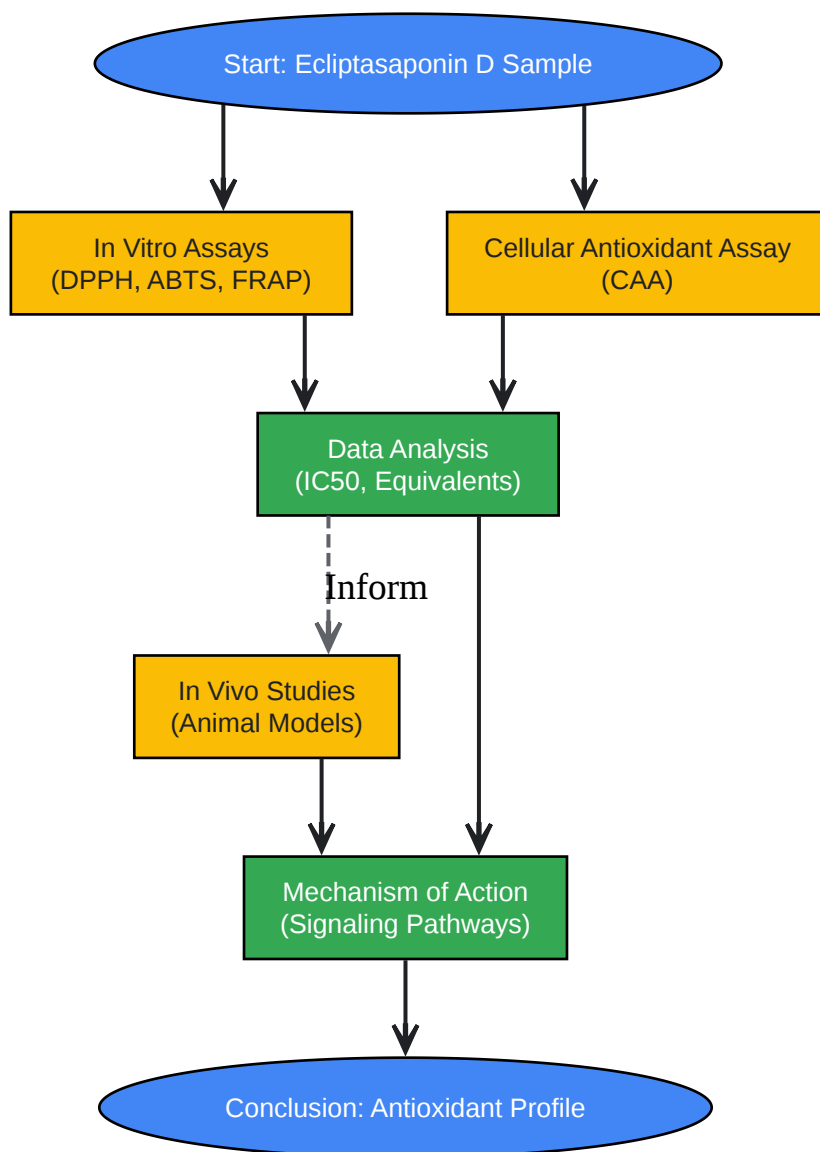 Start: Ecliptasaponin D Sample
In Vitro Assays
(DPPH, ABTS, FRAP)
Cellular Antioxidant Assay
(CAA)
Data Analysis
(IC50, Equivalents)
Inform
In Vivo Studies
(Animal Models)
Mechanism of Action
(Signaling Pathways)
Conclusion: Antioxidant Profile